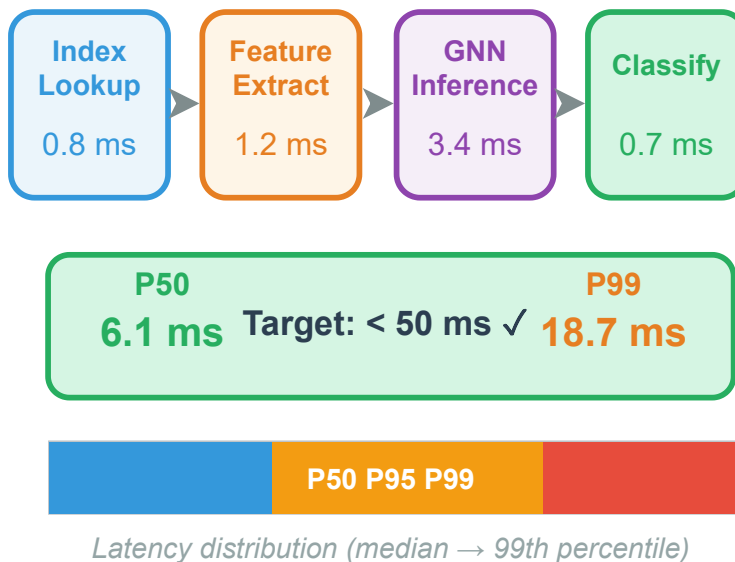 Index
Lookup
0.8 ms
Feature
Extract
1.2 ms
GNN
Inference
3.4 ms
Classify
0.7 ms
P50
6.1 ms
Target: < 50 ms ✓
P99
18.7 ms
P50 P95 P99
Latency distribution (median → 99th percentile)